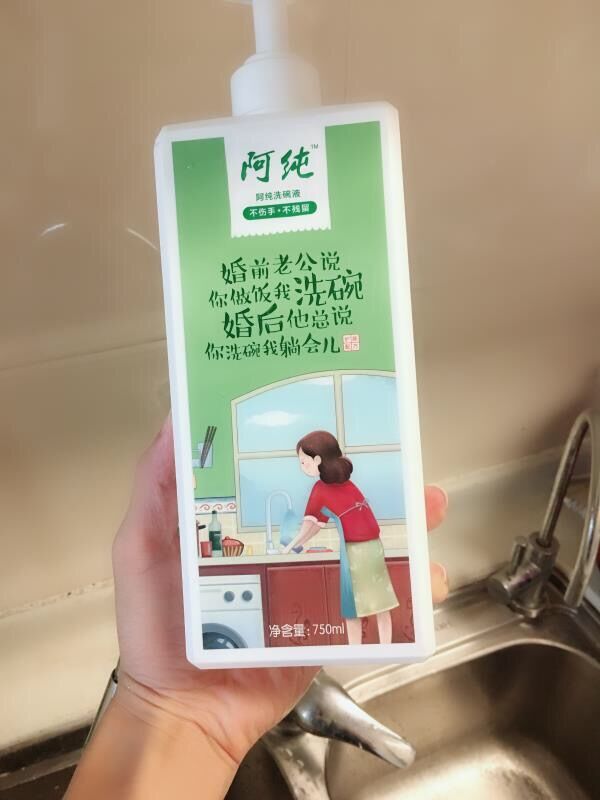 阿纯™
阿纯洗碗液
不伤手·不残留
婚前老公说
你做饭我洗碗
婚后他总说
你洗碗我躺会儿
净含量:750ml